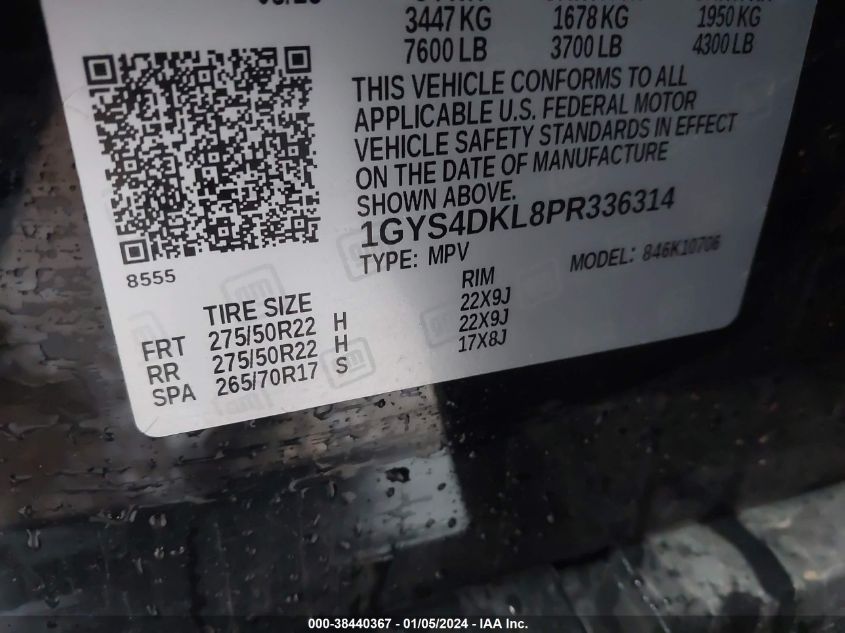 3447 KG 1678 KG 1950 KG
7600 LB 3700 LB 4300 LB
THIS VEHICLE CONFORMS TO ALL
APPLICABLE U.S. FEDERAL MOTOR
VEHICLE SAFETY STANDARDS IN EFFECT
ON THE DATE OF MANUFACTURE
SHOWN ABOVE.
1GYS4DKL8PR336314
TYPE: MPV MODEL: 846K10706
8555
TIRE SIZE RIM
FRT 275/50R22 H 22X9J
RR 275/50R22 H 22X9J
SPA 265/70R17 S 17X8J
000-38440367 - 01/05/2024 - IAA Inc.